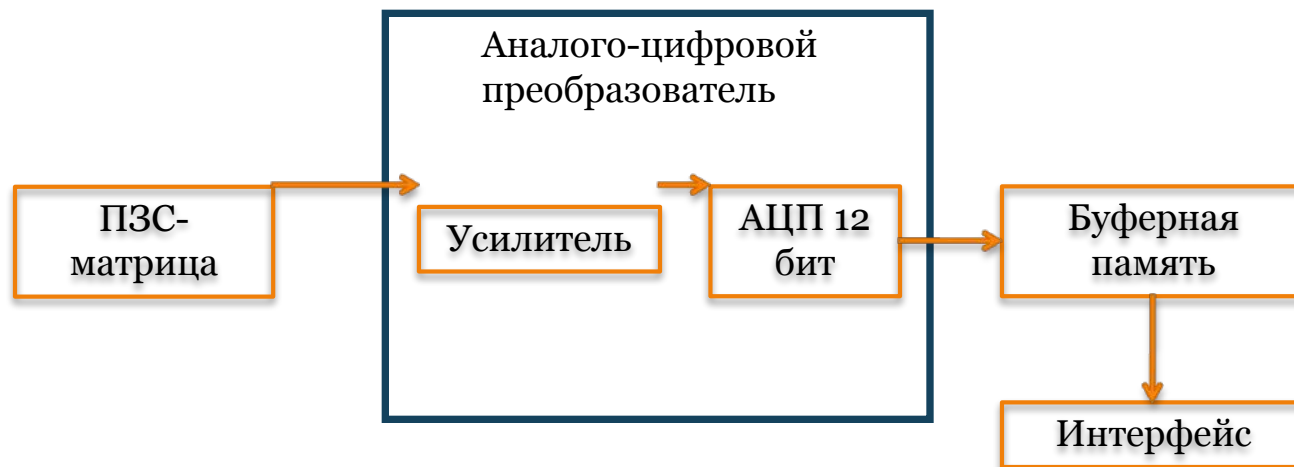 Аналого-цифровой
преобразователь
ПЗС-
матрица
Усилитель
АЦП 12
бит
Буферная
память
Интерфейс